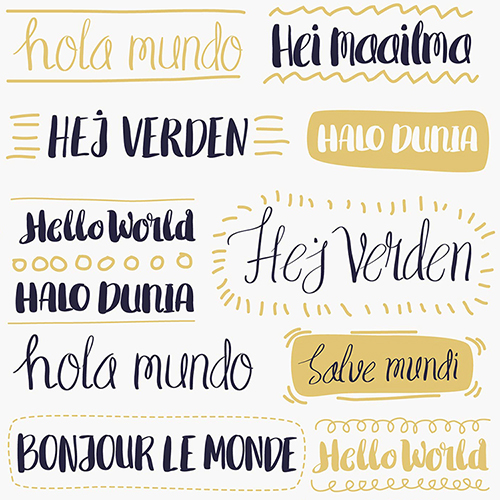 hola mundo
Hei Maailma
HEJ VERDEN
HALO DUNIA
Hello World
HALO DUNIA
Hej Verden
hola mundo
Salve mundi
BONJOUR LE MONDE
Hello World